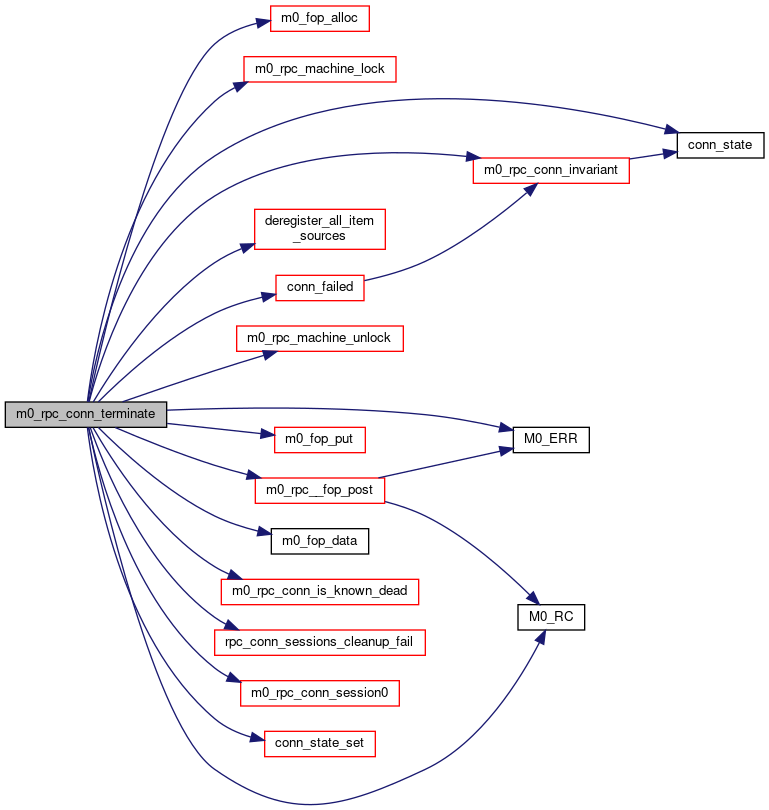 m0_fop_alloc
m0_rpc_machine_lock
conn_state
m0_rpc_conn_invariant
deregister_all_item
_sources
conn_failed
m0_rpc_machine_unlock
m0_rpc_conn_terminate
m0_fop_put
M0_ERR
m0_rpc__fop_post
m0_fop_data
m0_rpc_conn_is_known_dead
M0_RC
rpc_conn_sessions_cleanup_fail
m0_rpc_conn_session0
conn_state_set